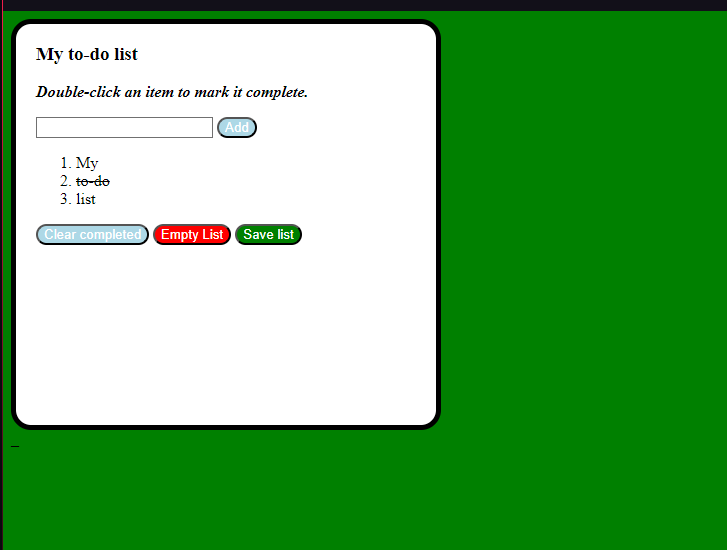 My to-do list
Double-click an item to mark it complete.
Add
1. My
2. to-do
3. list
Clear completed Empty List Save list
_